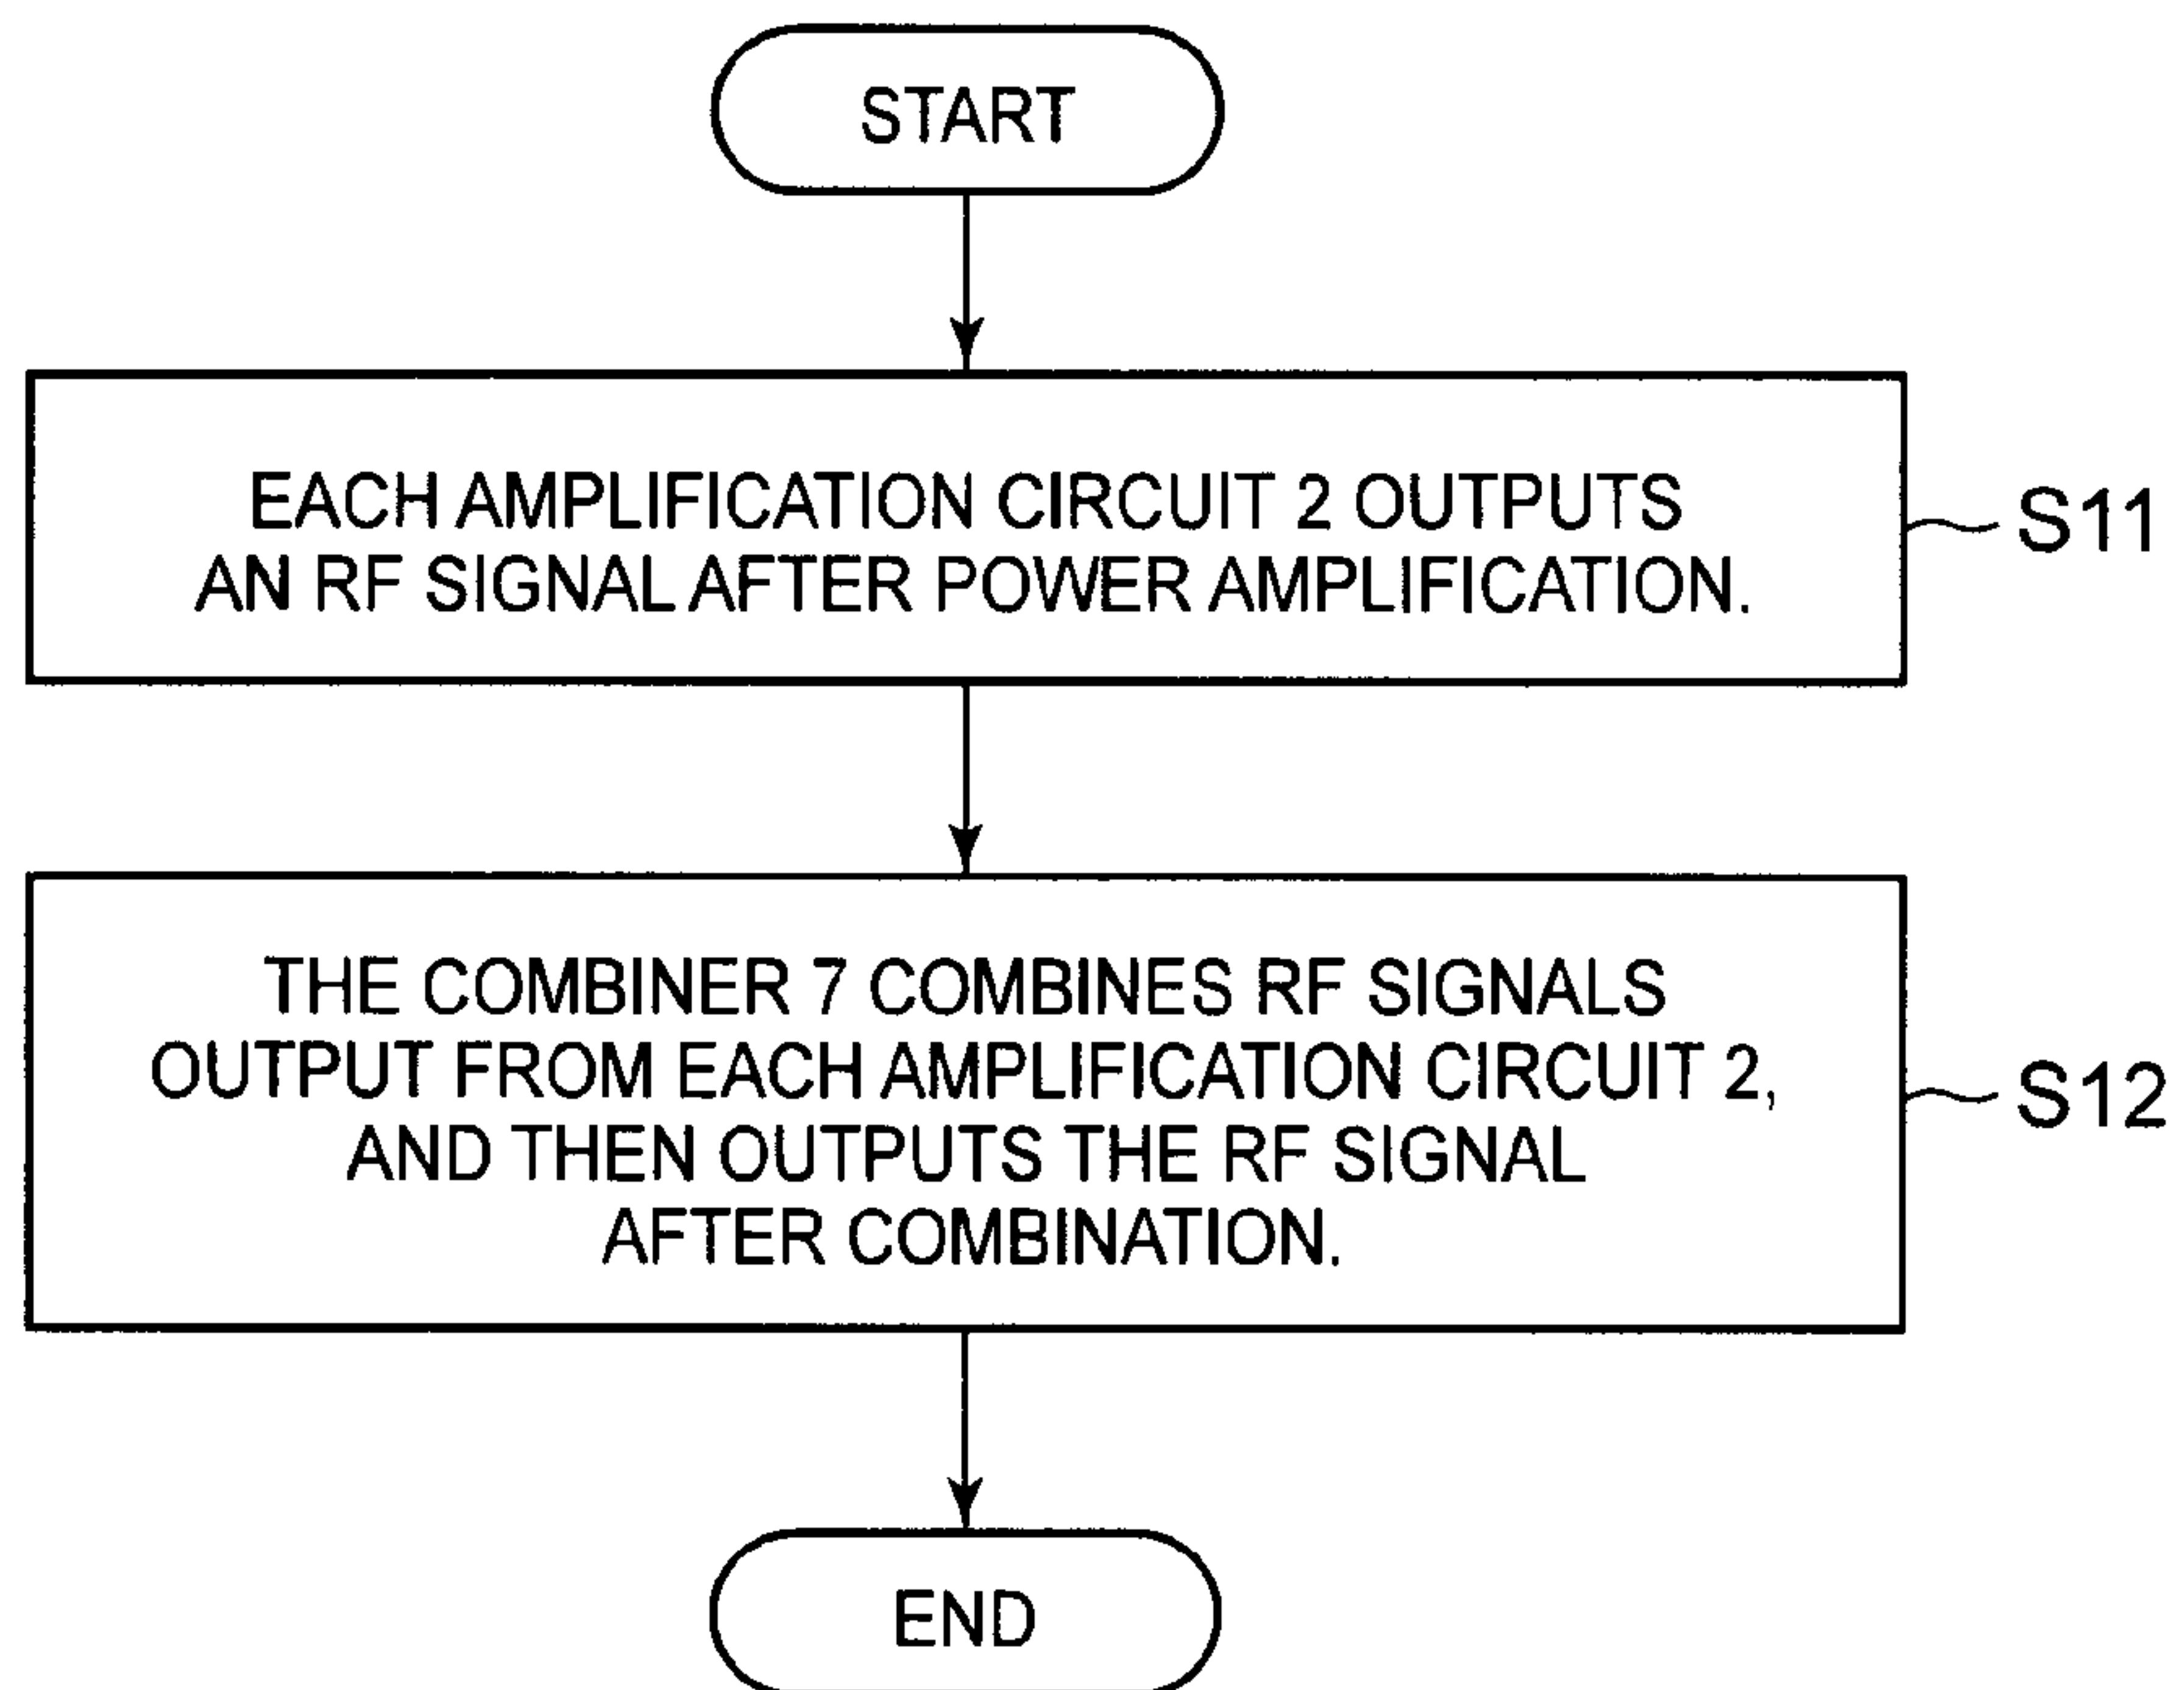 START
EACH AMPLIFICATION CIRCUIT 2 OUTPUTS
AN RF SIGNAL AFTER POWER AMPLIFICATION.
S11
THE COMBINER 7 COMBINES RF SIGNALS
OUTPUT FROM EACH AMPLIFICATION CIRCUIT 2,
AND THEN OUTPUTS THE RF SIGNAL
AFTER COMBINATION.
S12
END